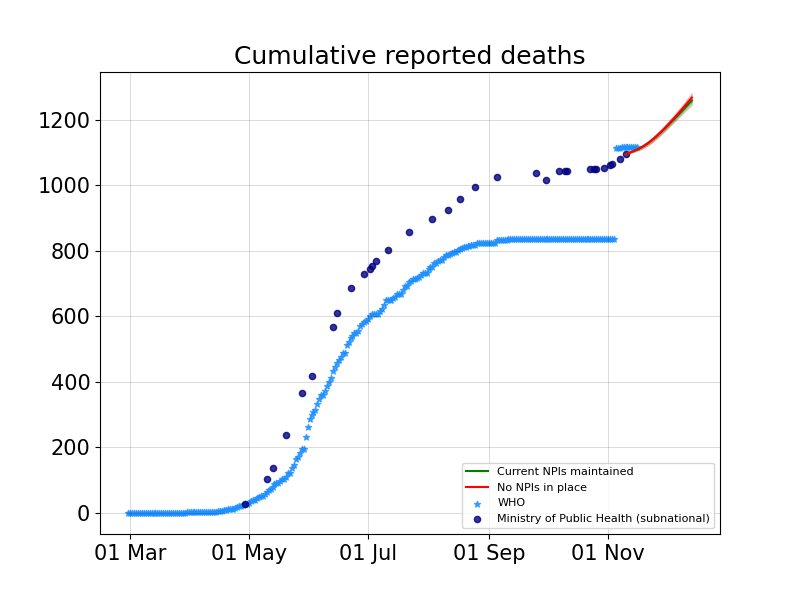 Cumulative reported deaths
1200
1000
800
600
400
200
0
01 Mar 01 May 01 Jul 01 Sep 01 Nov
Current NPIs maintained
No NPIs in place
WHO
Ministry of Public Health (subnational)